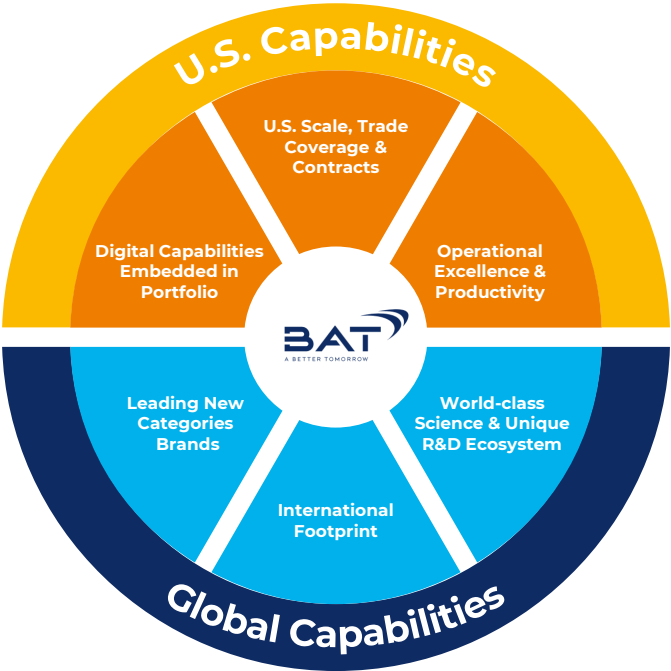 U.S. Capabilities
U.S. Scale, Trade
Coverage &
Contracts
Digital Capabilities
Embedded in
Portfolio
Operational
Excellence &
Productivity
BAT
A BETTER TOMORROW
Leading New
Categories
Brands
World-class
Science & Unique
R&D Ecosystem
International
Footprint
Global Capabilities